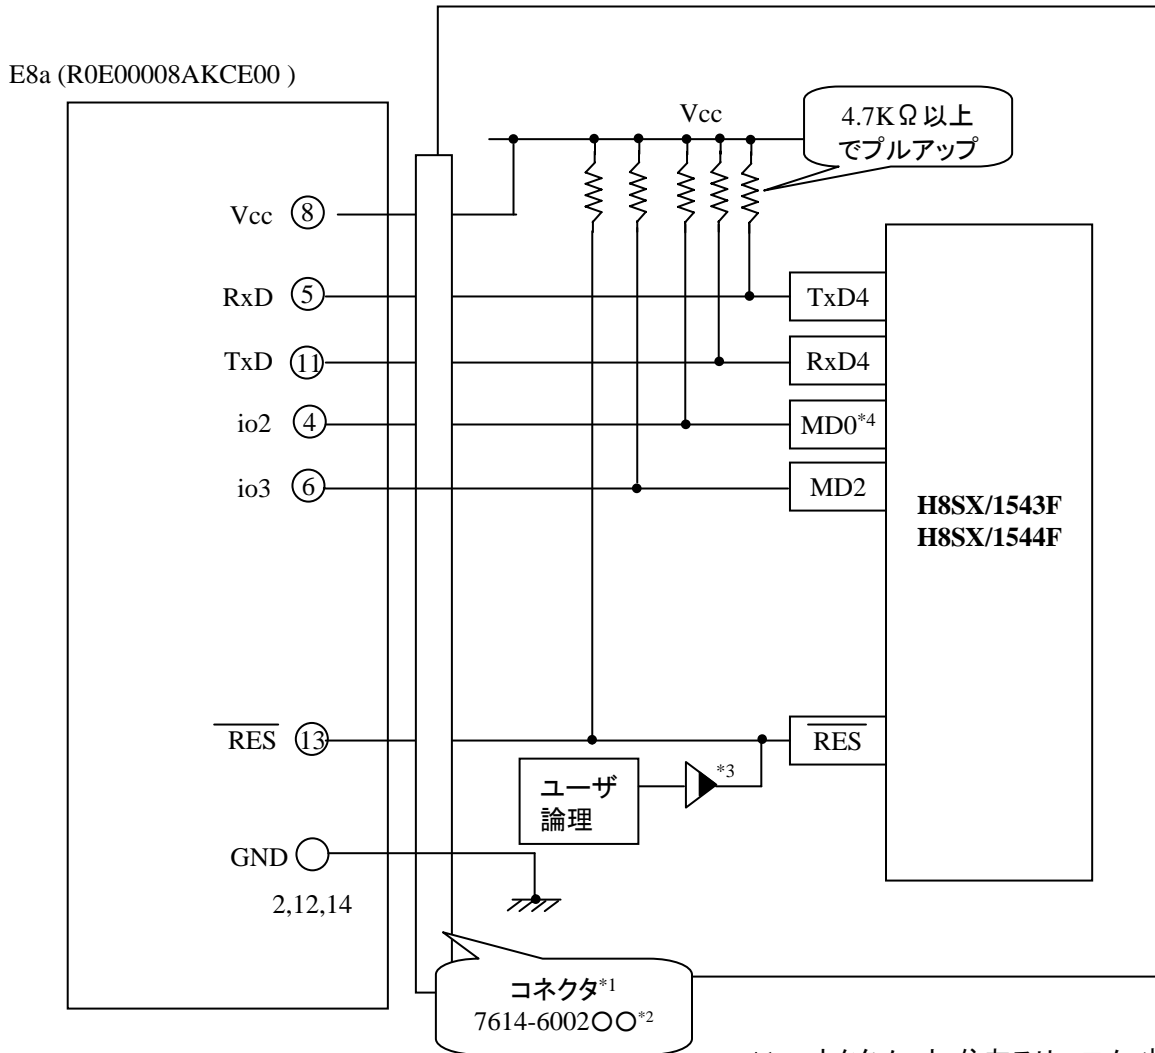 E8a (R0E00008AKCE00 )
Vcc
4.7KΩ以上
でプルアップ
Vcc 8
RxD 5
TxD4
TxD 11
RxD4
io2 4
MD0*4
io3 6
MD2
H8SX/1543F
H8SX/1544F
RES 13
RES
*3
ユーザ
論理
GND
2,12,14
コネクタ*1
7614-6002〇〇*2